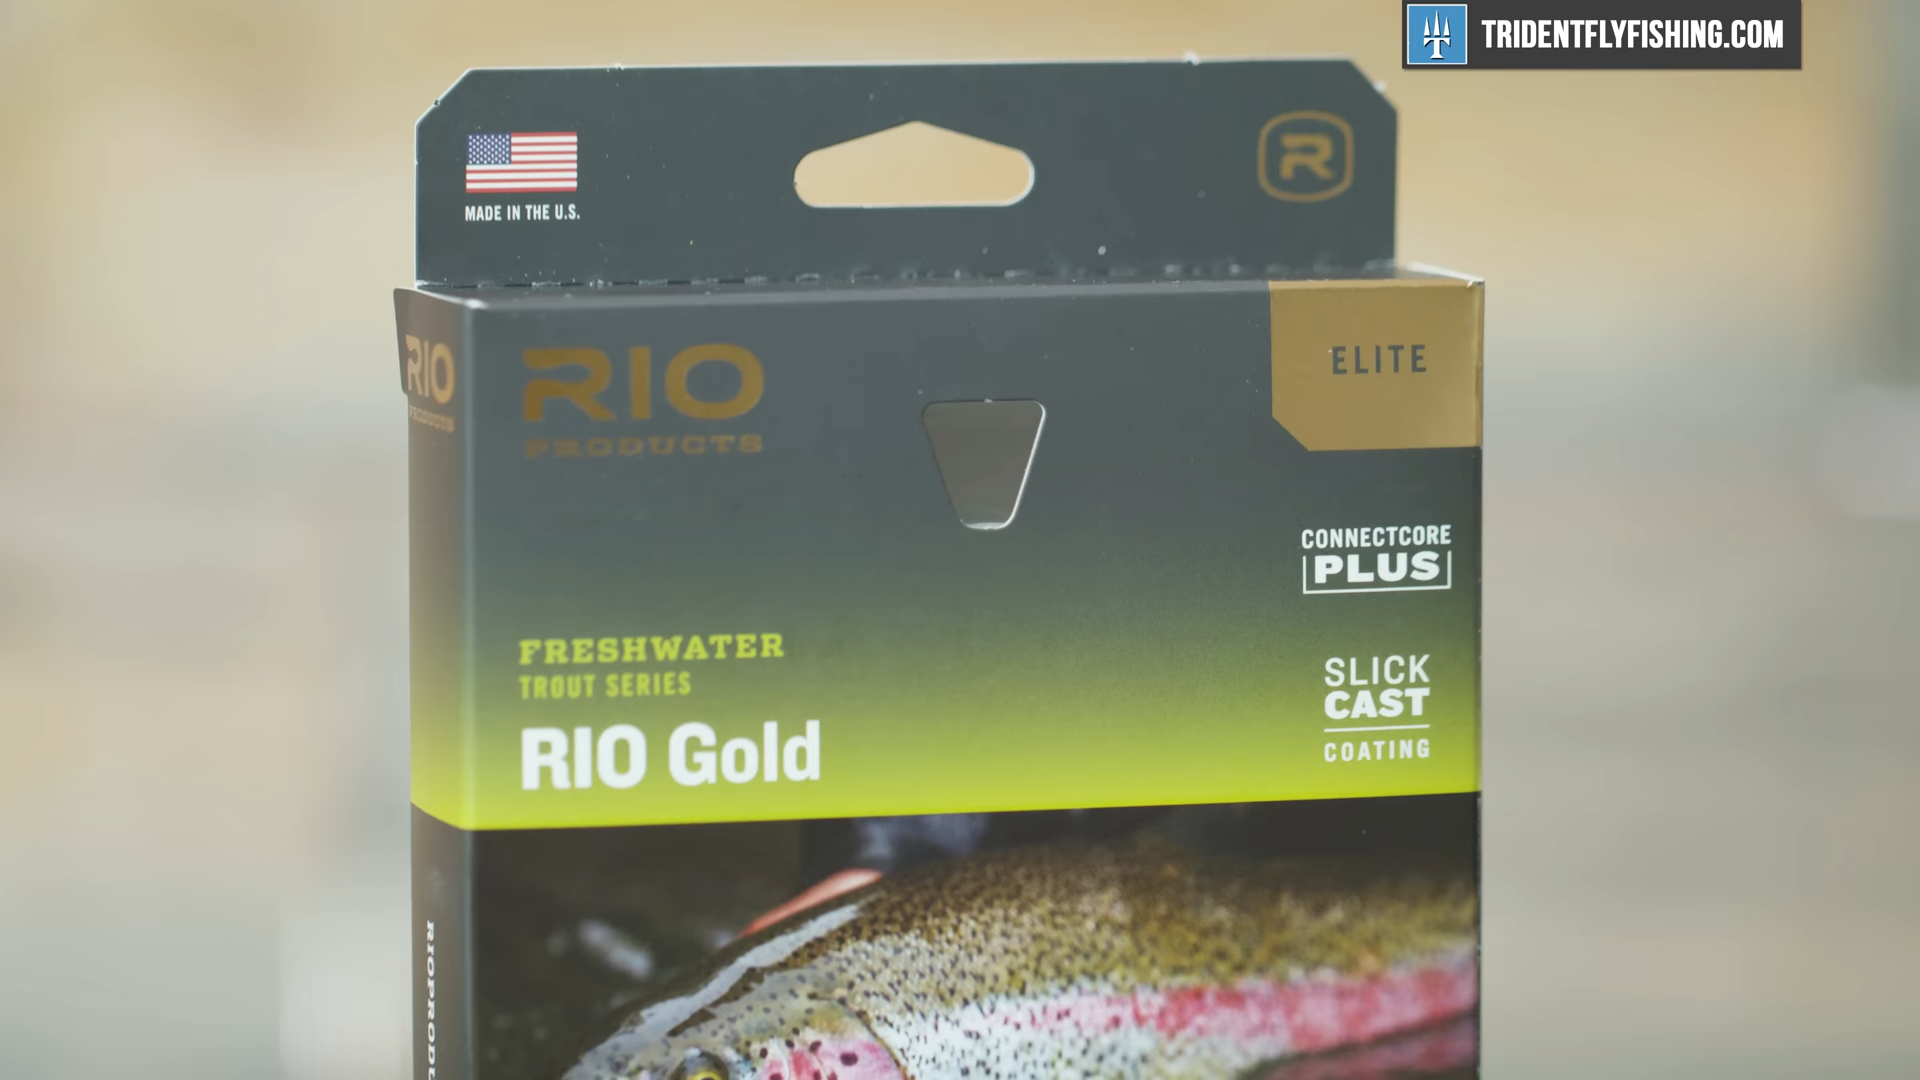 TRIDENTFLYFISHING.COM
MADE IN THE U.S.
R
RIO
PRODUCTS
RIO
PRODUCTS
ELITE
CONNECTCORE
PLUS
FRESHWATER
TROUT SERIES
RIO Gold
SLICK
CAST
COATING